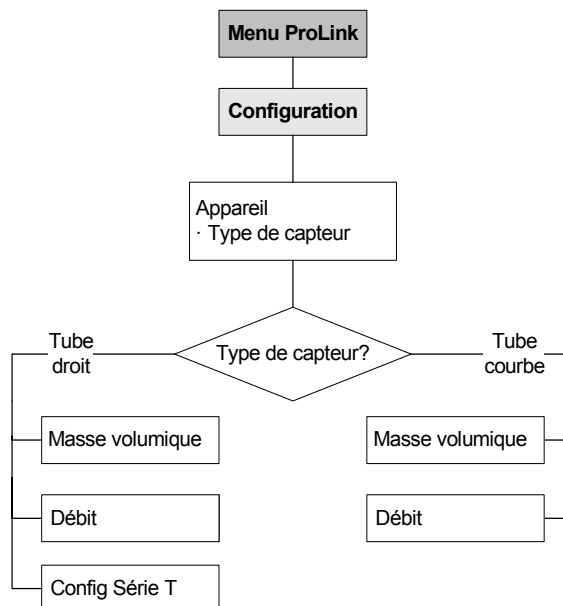 Menu ProLink
Configuration
Appareil
· Type de capteur
Type de capteur?
Tube
droit
Masse volumique
Débit
Config Série T
Tube
courbe
Masse volumique
Débit